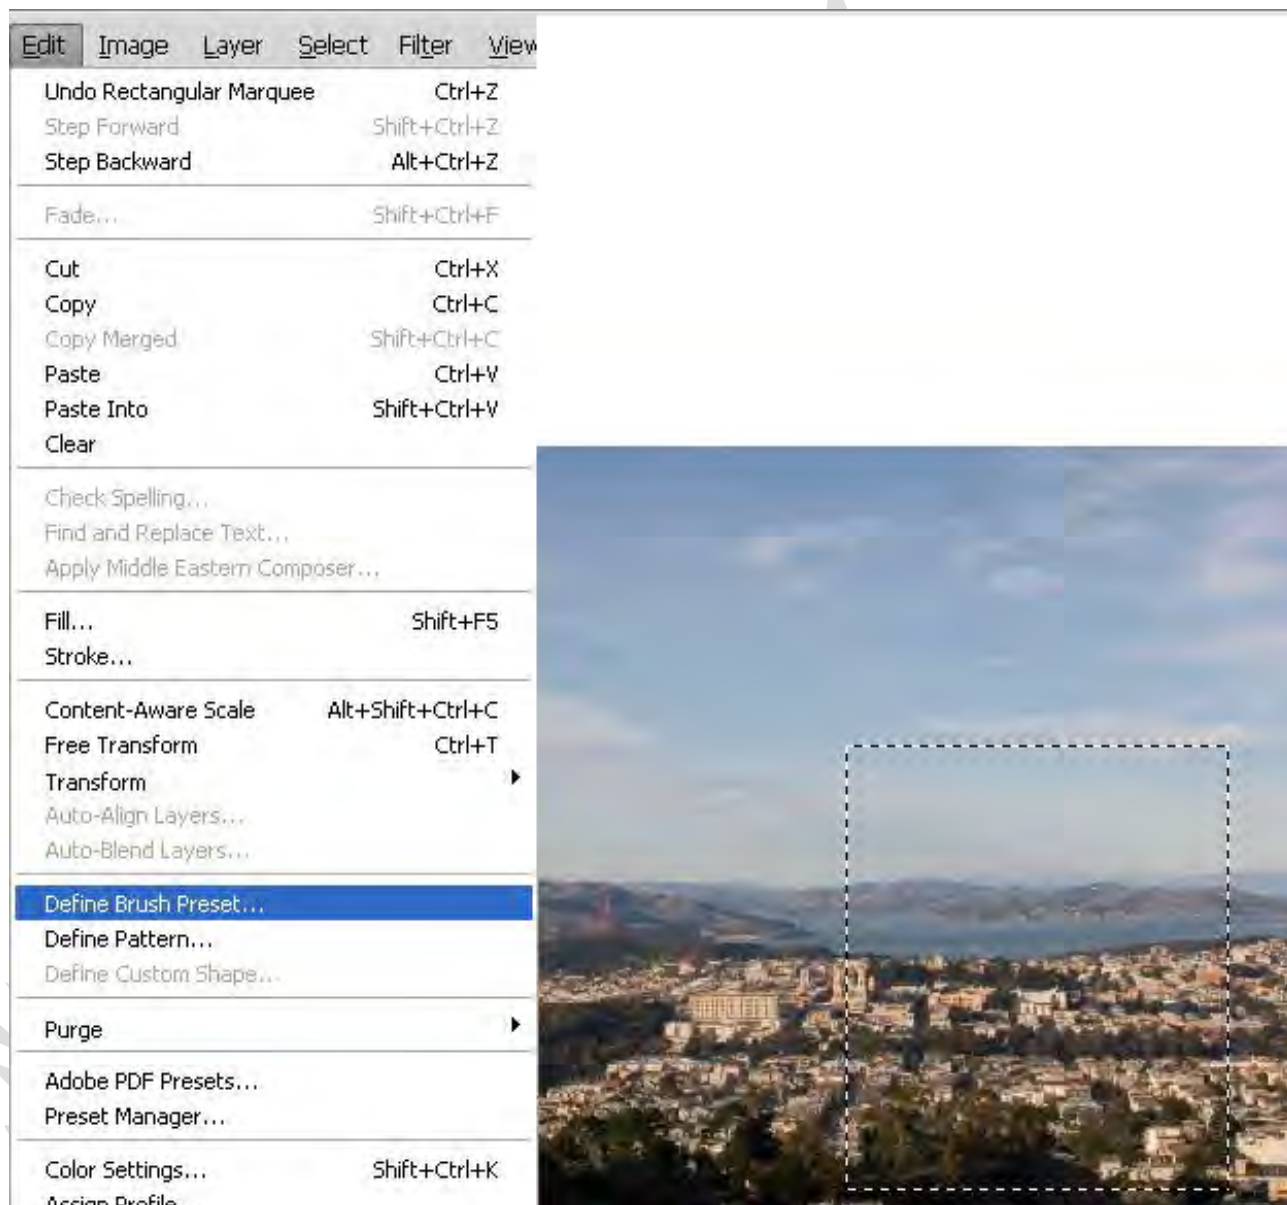 Edit Image Layer Select Filter View
Undo Rectangular Marquee Ctrl+Z
Step Forward Shift+Ctrl+Z
Step Backward Alt+Ctrl+Z
Fade... Shift+Ctrl+F
Cut Ctrl+X
Copy Ctrl+C
Copy Merged Shift+Ctrl+C
Paste Ctrl+V
Paste Into Shift+Ctrl+V
Clear
Check Spelling...
Find and Replace Text...
Apply Middle Eastern Composer...
Fill... Shift+F5
Stroke...
Content-Aware Scale Alt+Shift+Ctrl+C
Free Transform Ctrl+T
Transform
Auto-Align Layers...
Auto-Blend Layers...
Define Brush Preset...
Define Pattern...
Define Custom Shape...
Purge
Adobe PDF Presets...
Preset Manager...
Color Settings... Shift+Ctrl+K
Assign Profile